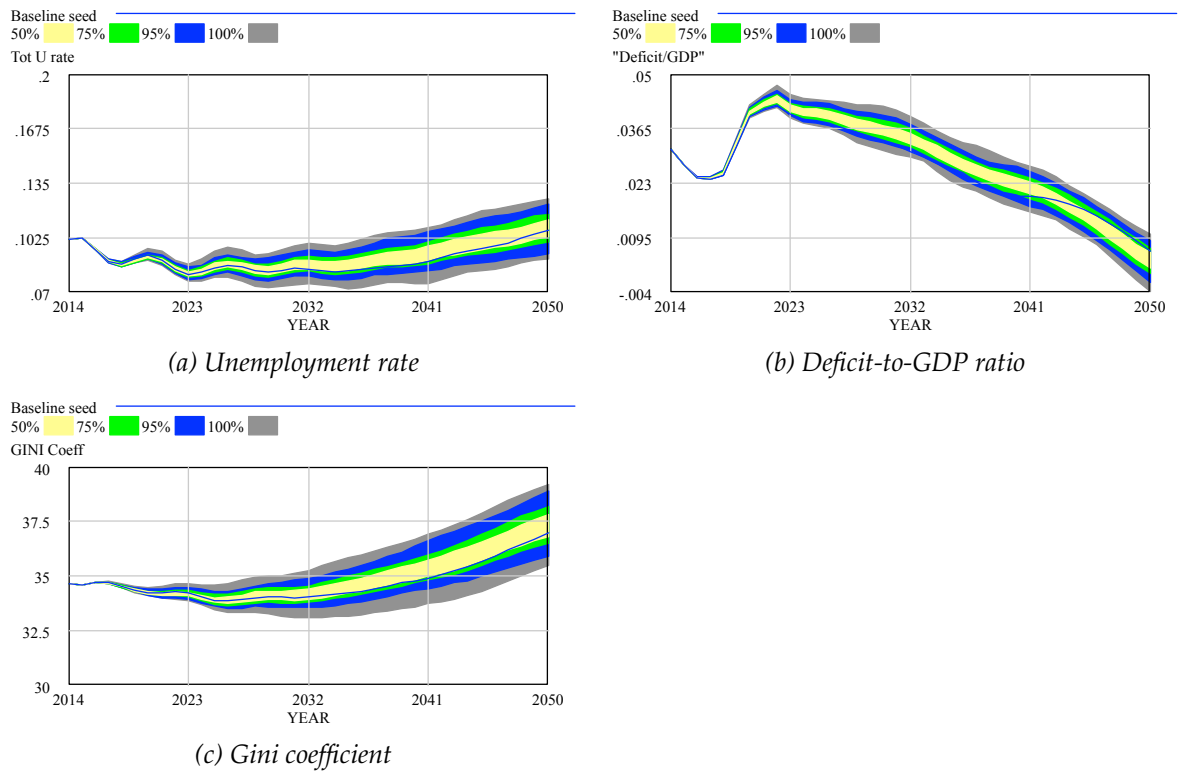 Baseline seed
50% 75% 95% 100%
Tot U rate
.2
.1675
.135
.1025
.07
2014 2023 2032 2041 2050
YEAR
(a) Unemployment rate
Baseline seed
50% 75% 95% 100%
"Deficit/GDP"
.05
.0365
.023
.0095
-.004
2014 2023 2032 2041 2050
YEAR
(b) Deficit-to-GDP ratio
Baseline seed
50% 75% 95% 100%
GINI Coeff
40
37.5
35
32.5
30
2014 2023 2032 2041 2050
YEAR
(c) Gini coefficient